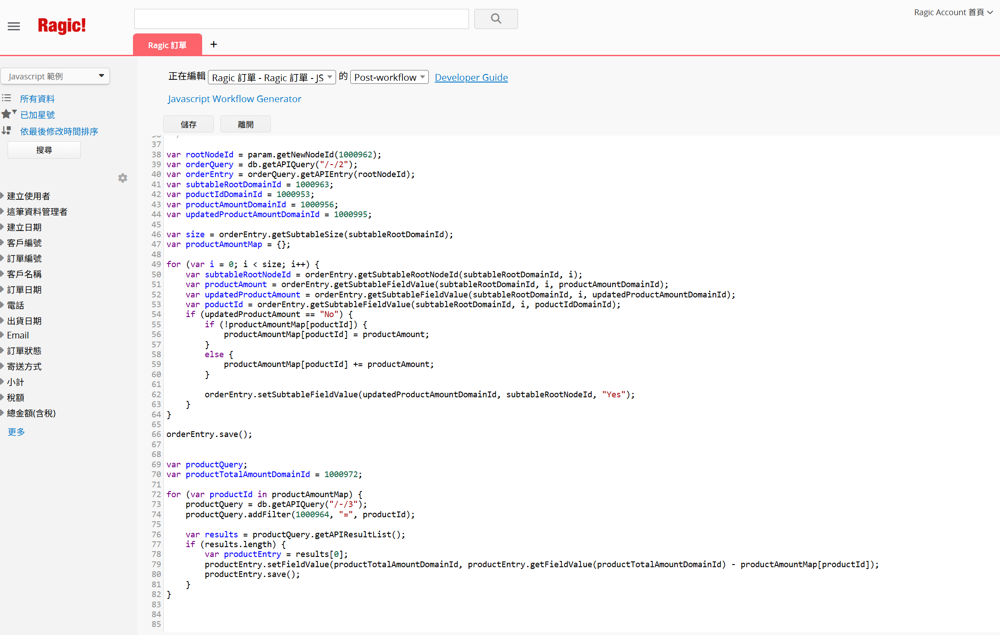 Ragic!
Ragic Account 首頁
Ragic 訂單
+
Javascript 範例
所有資料
已加星號
依最後修改時間排序
搜尋
建立使用者
這筆資料管理者
建立日期
客戶編號
訂單編號
客戶名稱
訂單日期
電話
出貨日期
Email
訂單狀態
寄送方式
小計
稅額
總金額(含稅)
更多
正在編輯 Ragic 訂單 - Ragic 訂單 - JS 的 Post-workflow Developer Guide
Javascript Workflow Generator
儲存 離開
37
38 var rootNodeId = param.getNewNodeId(1000962);
39 var orderQuery = db.getAPIQuery("/-/2");
40 var orderEntry = orderQuery.getAPIEntry(rootNodeId);
41 var subtableRootDomainId = 1000963;
42 var poductIdDomainId = 1000953;
43 var productAmountDomainId = 1000956;
44 var updatedProductAmountDomainId = 1000995;
45
46 var size = orderEntry.getSubtableSize(subtableRootDomainId);
47 var productAmountMap = {};
48
49 for (var i = 0; i < size; i++) {
50     var subtableRootNodeId = orderEntry.getSubtableRootNodeId(subtableRootDomainId, i);
51     var productAmount = orderEntry.getSubtableFieldValue(subtableRootDomainId, i, productAmountDomainId);
52     var updatedProductAmount = orderEntry.getSubtableFieldValue(subtableRootDomainId, i, updatedProductAmountDomainId);
53     var poductId = orderEntry.getSubtableFieldValue(subtableRootDomainId, i, poductIdDomainId);
54     if (updatedProductAmount == "No") {
55         if (!productAmountMap[poductId]) {
56             productAmountMap[poductId] = productAmount;
57         }
58         else {
59             productAmountMap[poductId] += productAmount;
60         }
61
62         orderEntry.setSubtableFieldValue(updatedProductAmountDomainId, subtableRootNodeId, "Yes");
63     }
64 }
65
66 orderEntry.save();
67
68
69 var productQuery;
70 var productTotalAmountDomainId = 1000972;
71
72 for (var productId in productAmountMap) {
73     productQuery = db.getAPIQuery("/-/3");
74     productQuery.addFilter(1000964, "=", productId);
75
76     var results = productQuery.getAPIResultList();
77     if (results.length) {
78         var productEntry = results[0];
79         productEntry.setFieldValue(productTotalAmountDomainId, productEntry.getFieldValue(productTotalAmountDomainId) - productAmountMap[productId]);
80         productEntry.save();
81     }
82 }
83
84
85